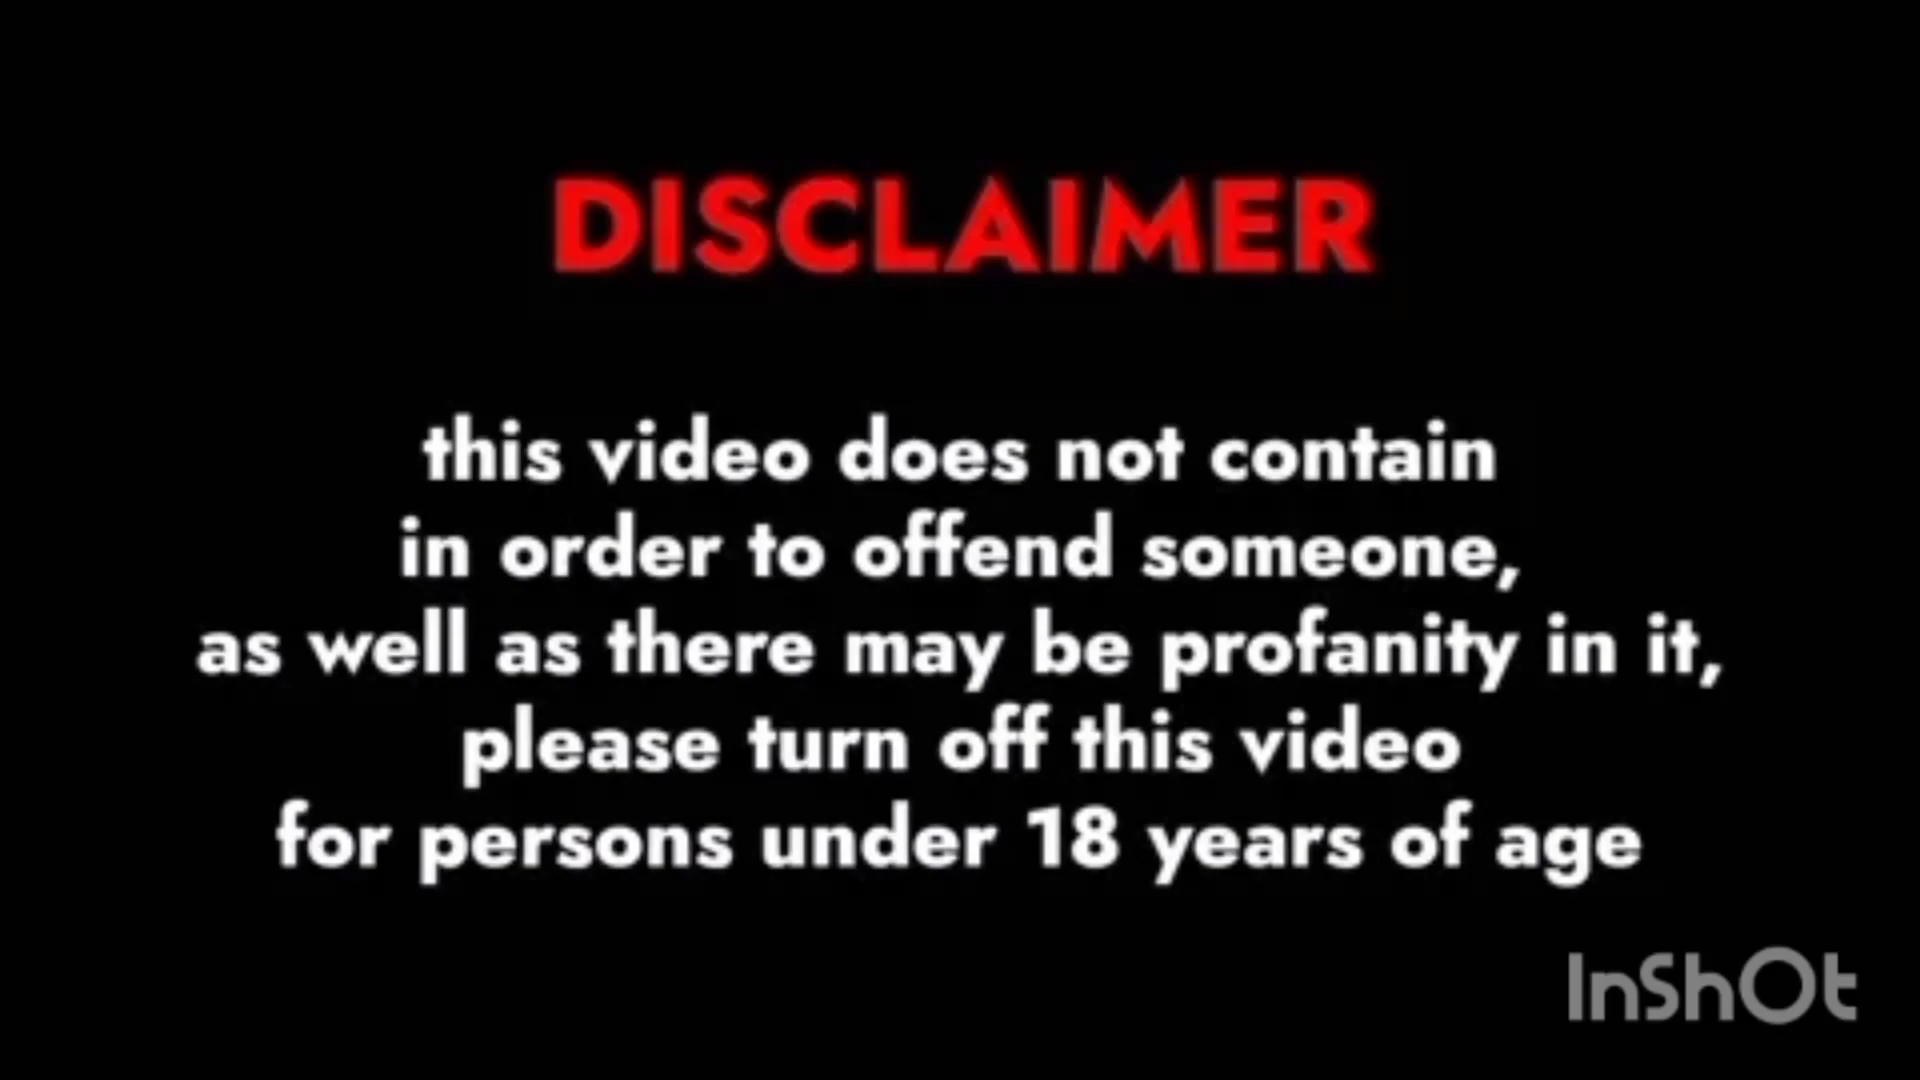 DISCLAIMER
this video does not contain
in order to offend someone,
as well as there may be profanity in it,
please turn off this video
for persons under 18 years of age
InShOt